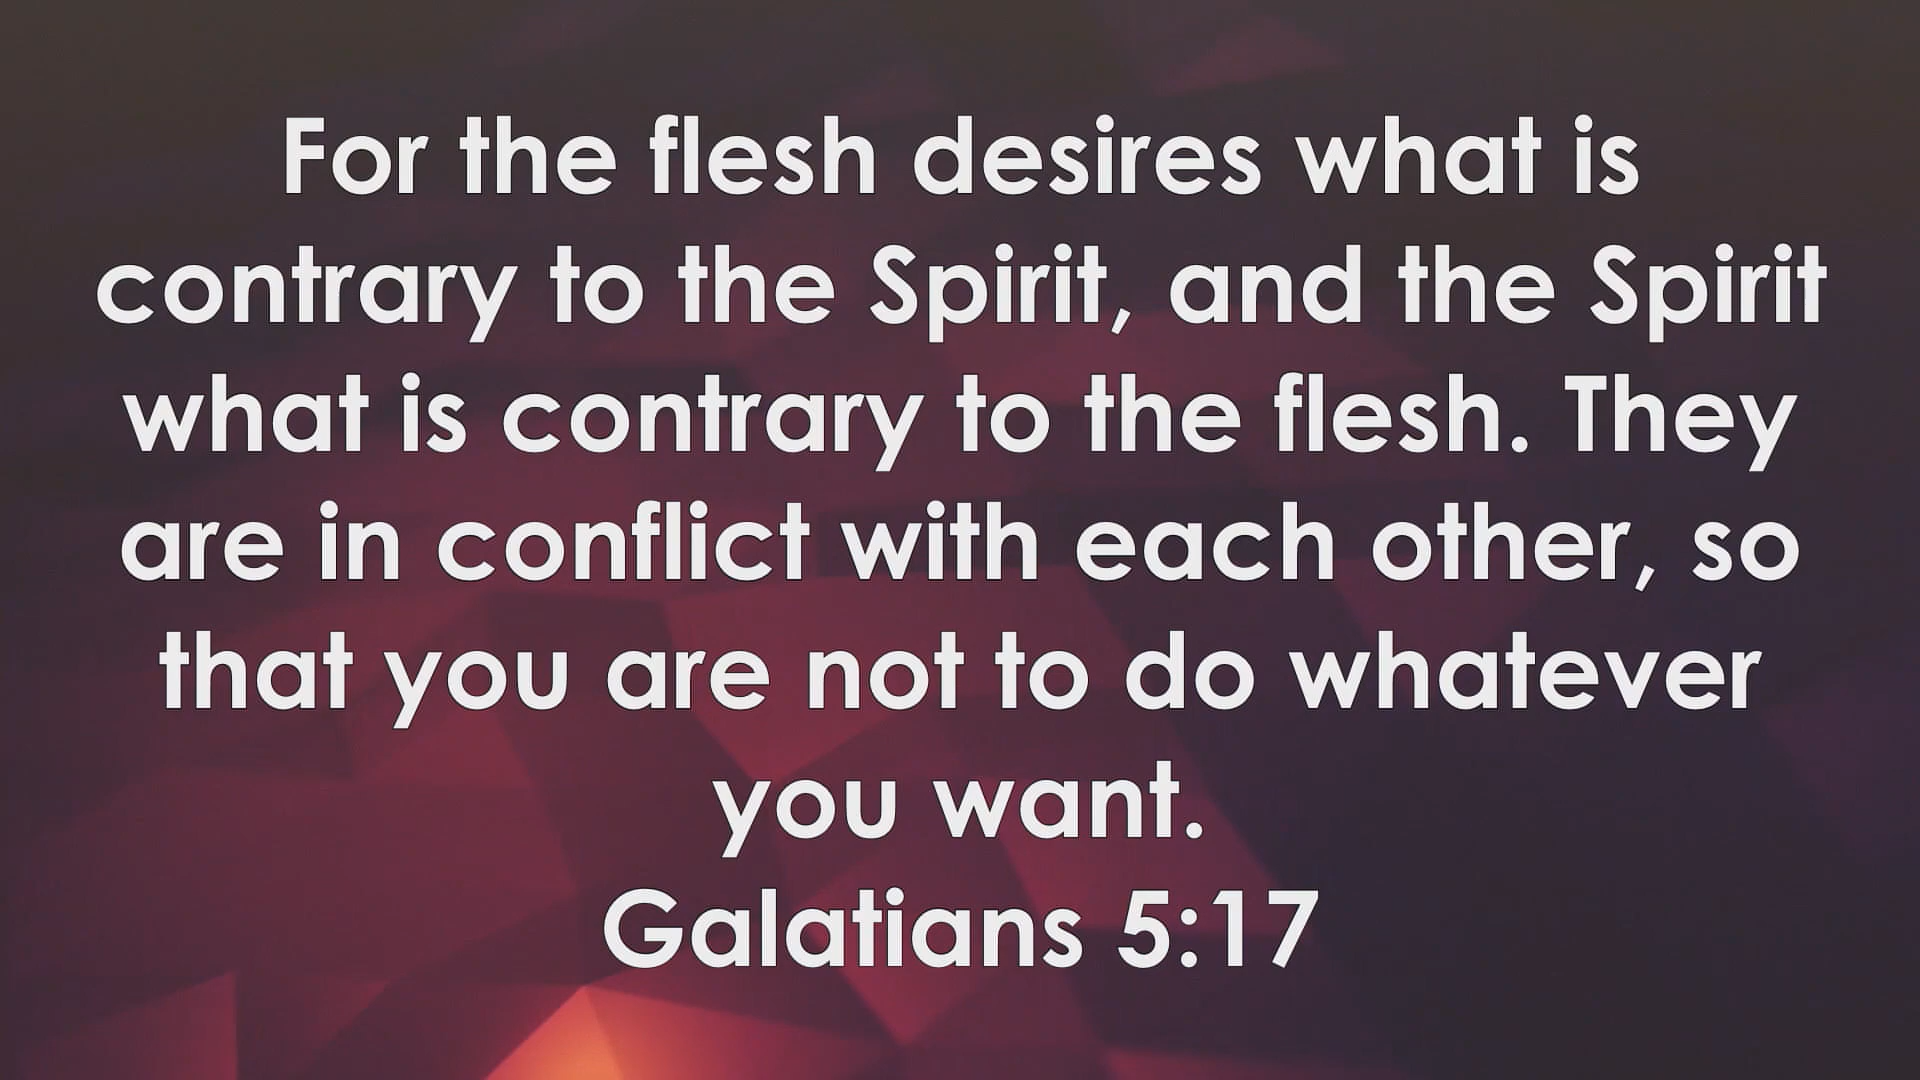 For the flesh desires what is
contrary to the Spirit, and the Spirit
what is contrary to the flesh. They
are in conflict with each other, so
that you are not to do whatever
you want.
Galatians 5:17